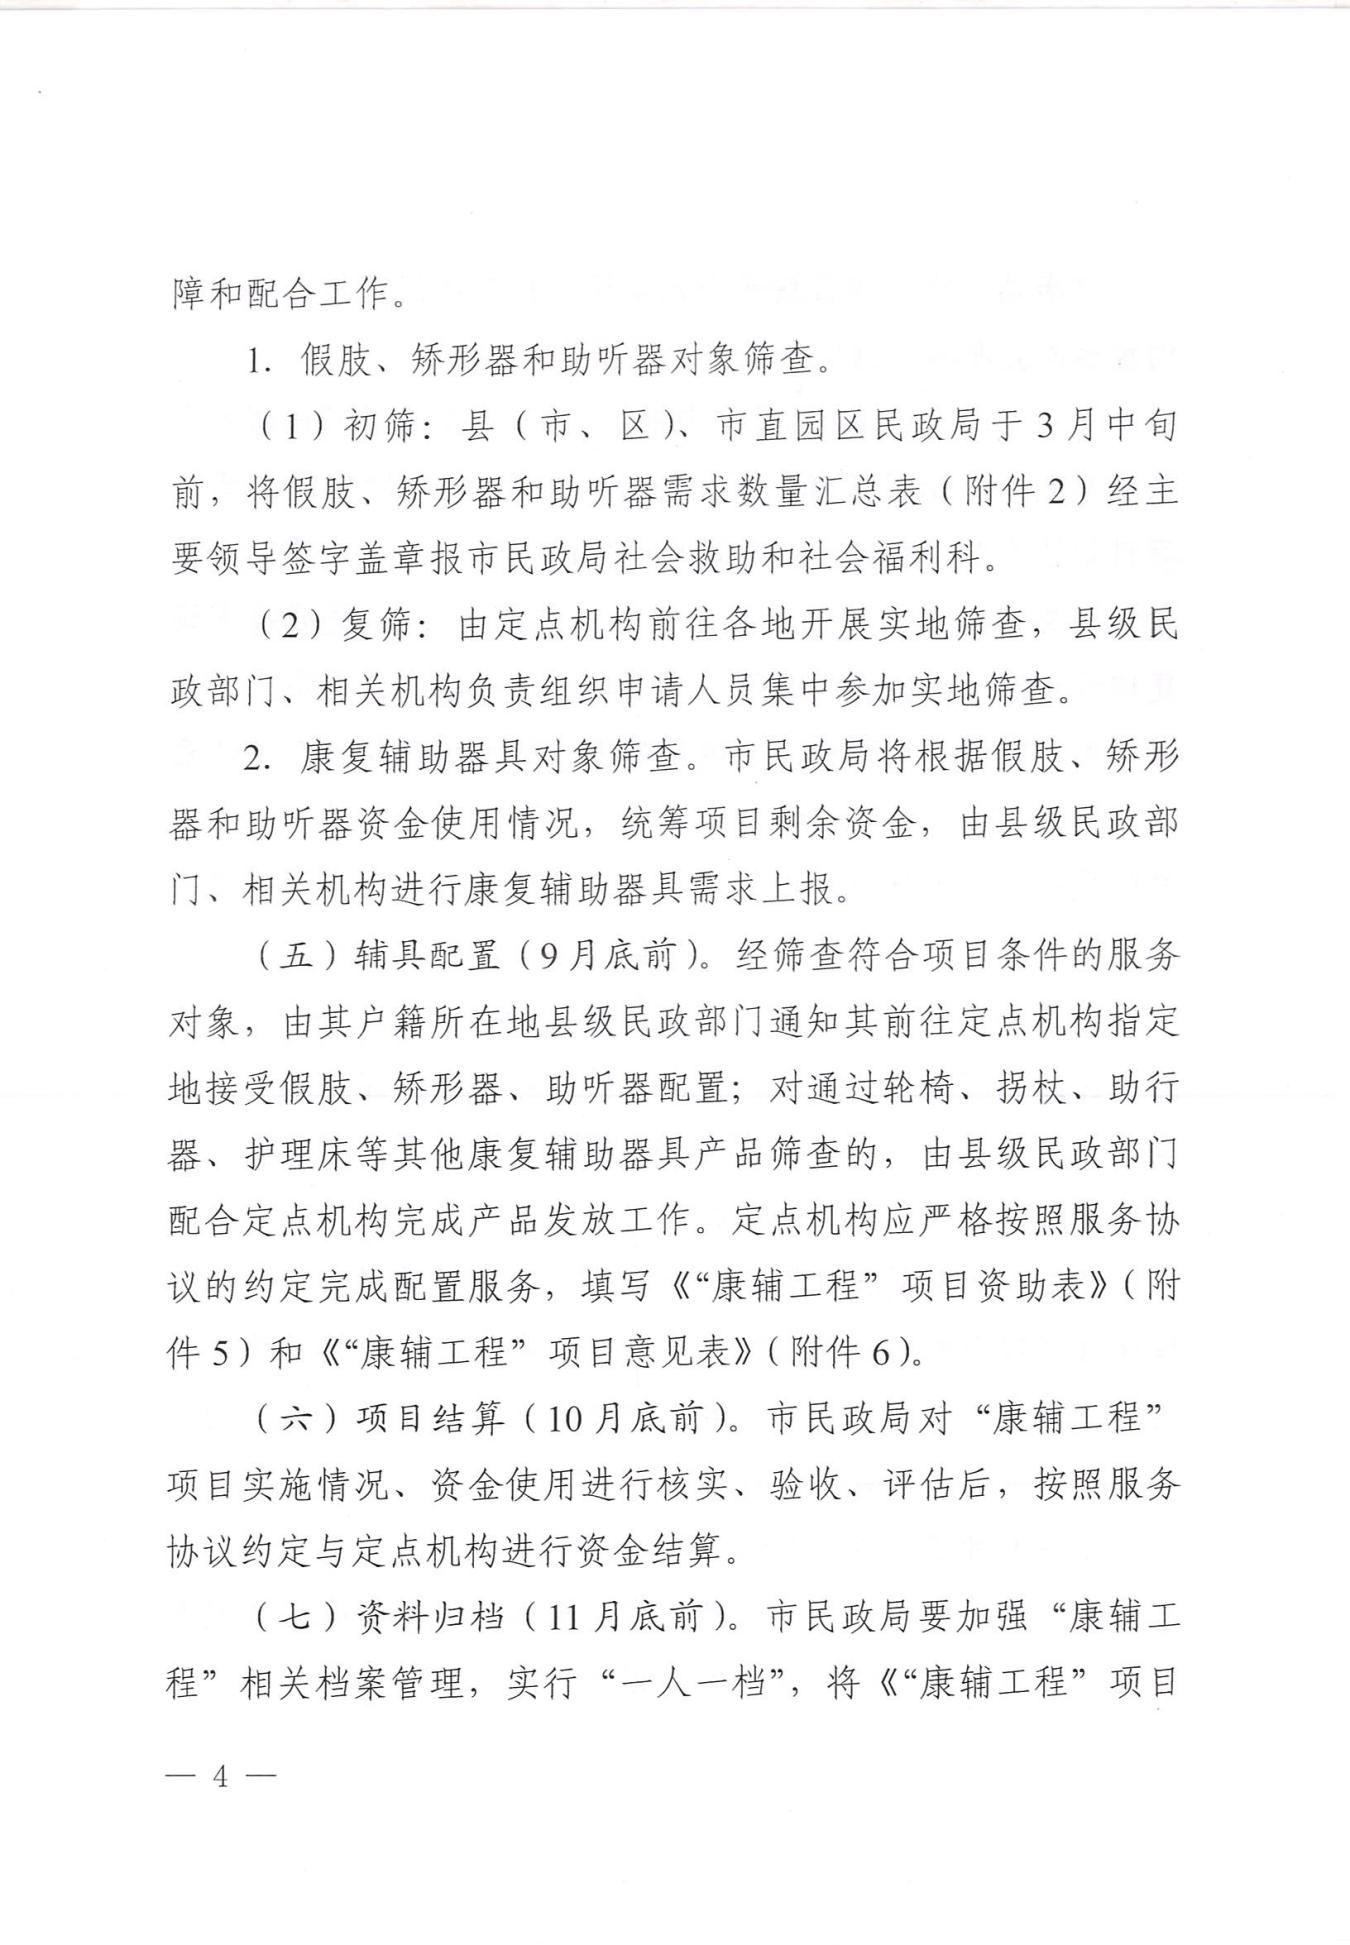 障和配合工作。
1. 假肢、矫形器和助听器对象筛查。
（1）初筛：县（市、区）、市直园区民政局于3月中旬
前，将假肢、矫形器和助听器需求数量汇总表（附件2）经主
要领导签字盖章报市民政局社会救助和社会福利科。
（2）复筛：由定点机构前往各地开展实地筛查，县级民
政部门、相关机构负责组织申请人员集中参加实地筛查。
2. 康复辅助器具对象筛查。市民政局将根据假肢、矫形
器和助听器资金使用情况，统筹项目剩余资金，由县级民政部
门、相关机构进行康复辅助器具需求上报。
（五）辅具配置（9月底前）。经筛查符合项目条件的服务
对象，由其户籍所在地县级民政部门通知其前往定点机构指定
地接受假肢、矫形器、助听器配置；对通过轮椅、拐杖、助行
器、护理床等其他康复辅助器具产品筛查的，由县级民政部门
配合定点机构完成产品发放工作。定点机构应严格按照服务协
议的约定完成配置服务，填写《“康辅工程”项目资助表》（附
件5）和《“康辅工程”项目意见表》（附件6）。
（六）项目结算（10月底前）。市民政局对“康辅工程”
项目实施情况、资金使用进行核实、验收、评估后，按照服务
协议约定与定点机构进行资金结算。
（七）资料归档（11月底前）。市民政局要加强“康辅工
程”相关档案管理，实行“一人一档”，将《“康辅工程”项目
— 4 —